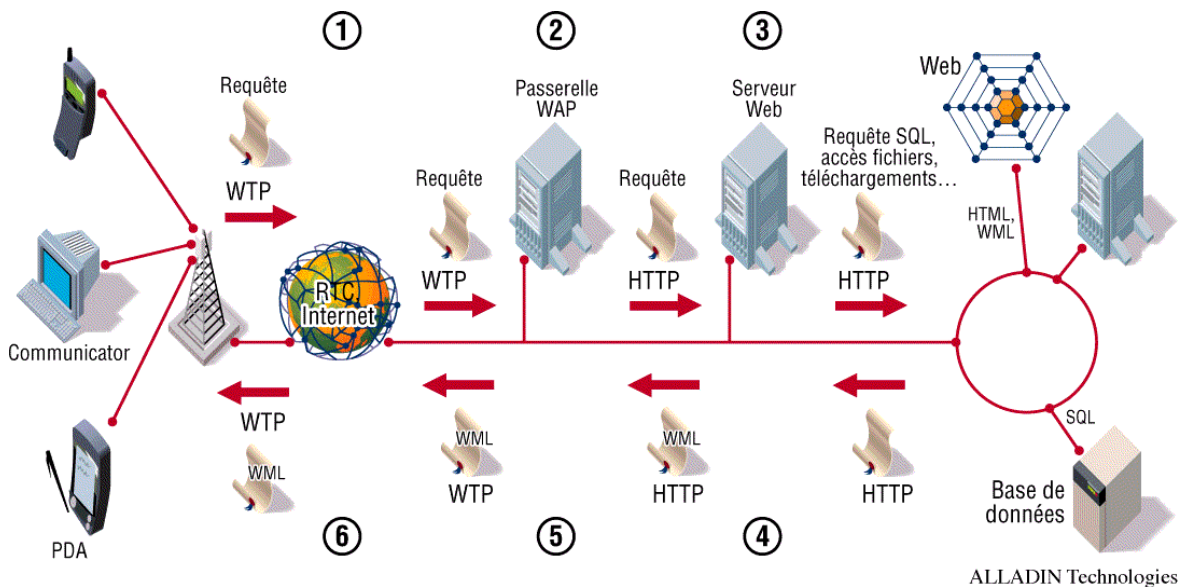 ①
②
③
Requête
WTP
Passerelle
WAP
Serveur
Web
Web
Requête SQL,
accès fichiers,
téléchargements...
Requête
WTP
Requête
HTTP
HTTP
HTML,
WML
RTC,
Internet
Communicator
WTP
WML
WML
WTP
WML
HTTP
HTTP
SQL
Base de
données
PDA
⑥
⑤
④
ALLADIN Technologies